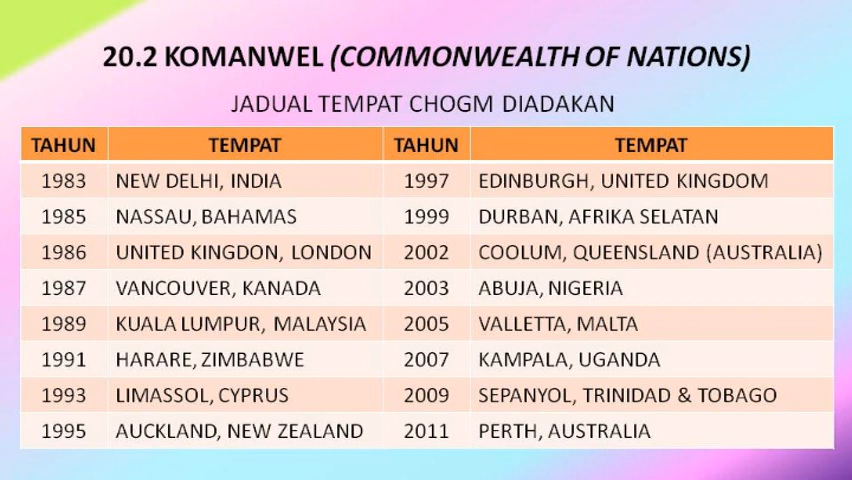 20.2 KOMANWEL (COMMONWEALTH OF NATIONS)
JADUAL TEMPAT CHOGM DIADAKAN
TAHUN TEMPAT TAHUN TEMPAT
1983 NEW DELHI, INDIA 1997 EDINBURGH, UNITED KINGDOM
1985 NASSAU, BAHAMAS 1999 DURBAN, AFRIKA SELATAN
1986 UNITED KINGDON, LONDON 2002 COOLUM, QUEENSLAND (AUSTRALIA)
1987 VANCOUVER, KANADA 2003 ABUJA, NIGERIA
1989 KUALA LUMPUR, MALAYSIA 2005 VALLETTA, MALTA
1991 HARARE, ZIMBABWE 2007 KAMPALA, UGANDA
1993 LIMASSOL, CYPRUS 2009 SEPANYOL, TRINIDAD & TOBAGO
1995 AUCKLAND, NEW ZEALAND 2011 PERTH, AUSTRALIA